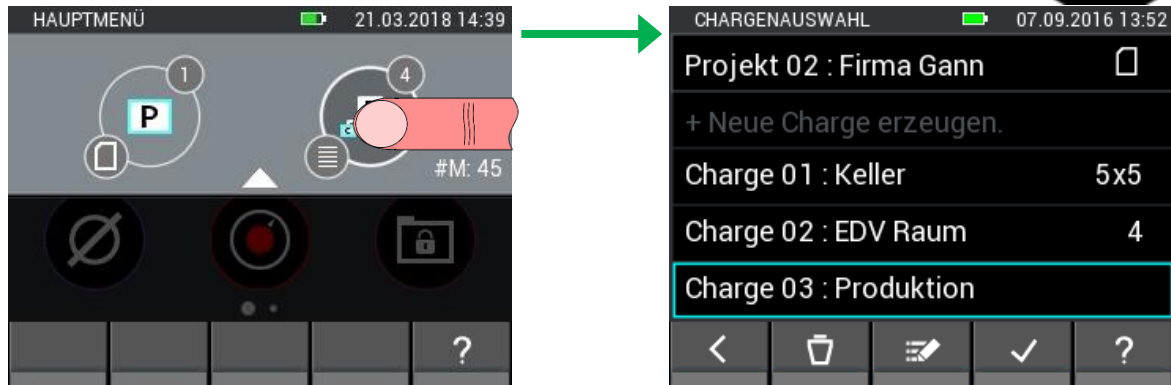 HAUPTMENÜ 21.03.2018 14:39
1
4
P
c
#M: 45
?
CHARGENAUSWAHL 07.09.2016 13:52
Projekt 02 : Firma Gann
+ Neue Charge erzeugen.
Charge 01 : Keller 5x5
Charge 02 : EDV Raum 4
Charge 03 : Produktion
?